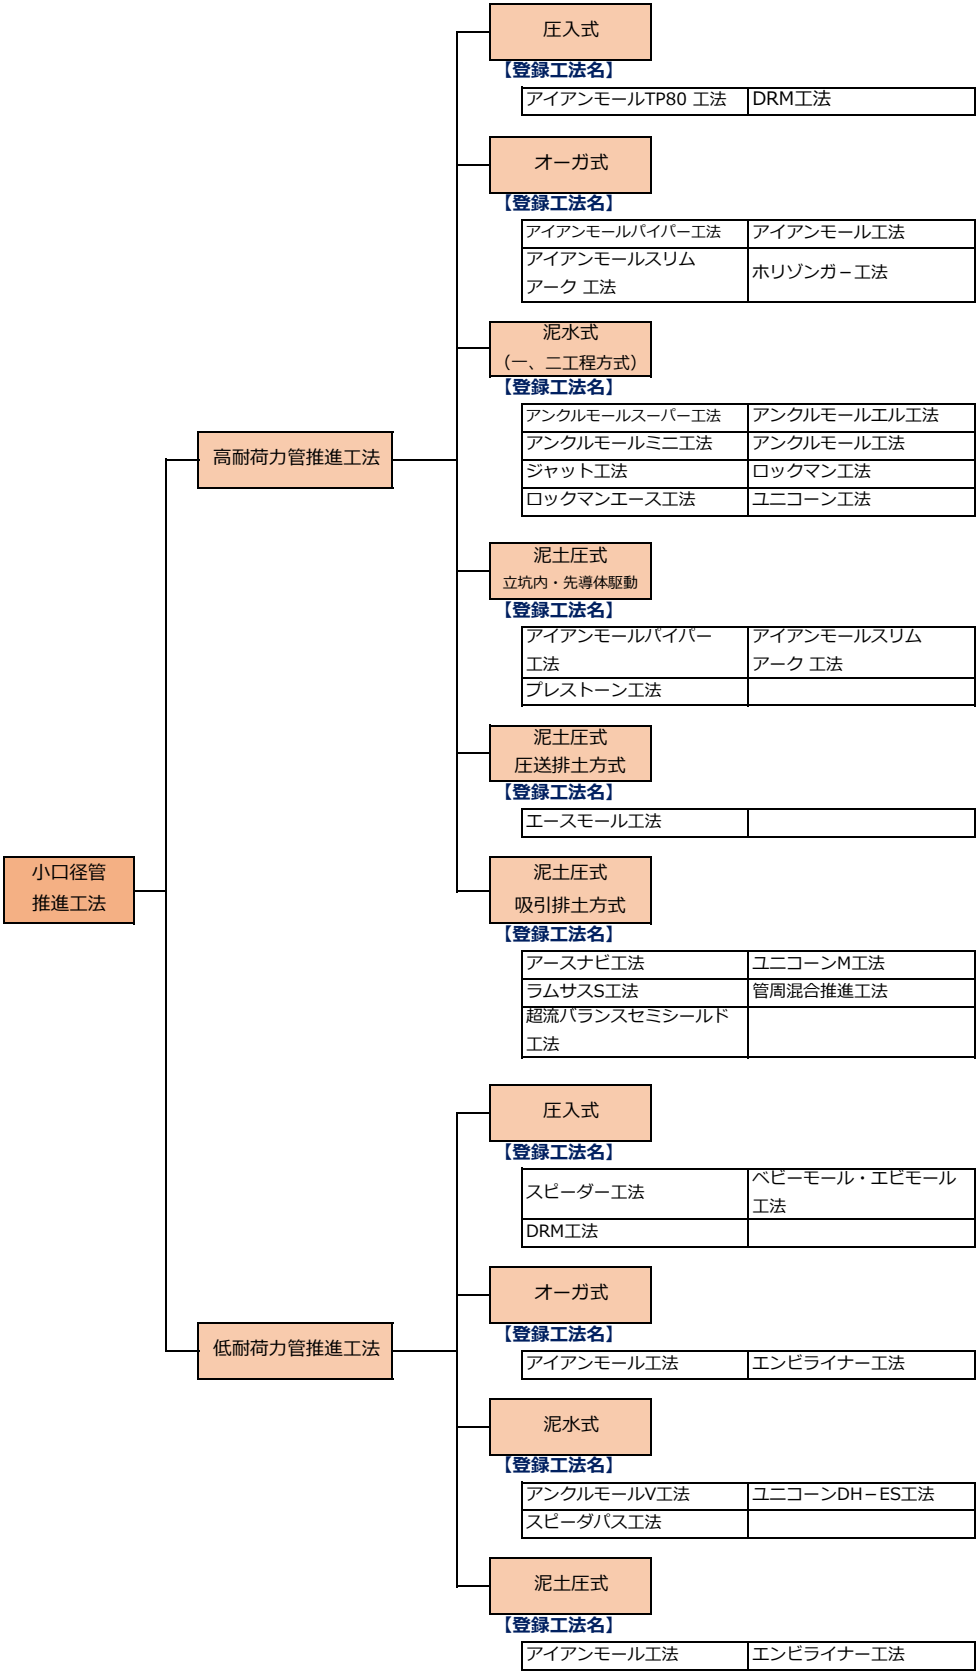 圧入式
【登録工法名】
アイアンモールTP80 工法 DRM工法
オーガ式
【登録工法名】
アイアンモールパイパー工法 アイアンモール工法
アイアンモールスリム
アーク 工法
ホリゾンガ－工法
泥水式
（一、二工程方式）
【登録工法名】
アンクルモールスーパー工法 アンクルモールエル工法
アンクルモールミニ工法 アンクルモール工法
ジャット工法 ロックマン工法
ロックマンエース工法 ユニコーン工法
高耐荷力管推進工法
泥土圧式
立坑内・先導体駆動
【登録工法名】
アイアンモールパイパー
工法
アイアンモールスリム
アーク 工法
プレストーン工法
泥土圧式
圧送排土方式
【登録工法名】
エースモール工法
小口径管
推進工法
泥土圧式
吸引排土方式
【登録工法名】
アースナビ工法 ユニコーンM工法
ラムサスS工法 管周混合推進工法
超流バランスセミシールド
工法
圧入式
【登録工法名】
スピーダー工法
ベビーモール・エビモール
工法
DRM工法
オーガ式
【登録工法名】
低耐荷力管推進工法
アイアンモール工法 エンビライナー工法
泥水式
【登録工法名】
アンクルモールV工法 ユニコーンDH－ES工法
スピーダパス工法
泥土圧式
【登録工法名】
アイアンモール工法 エンビライナー工法